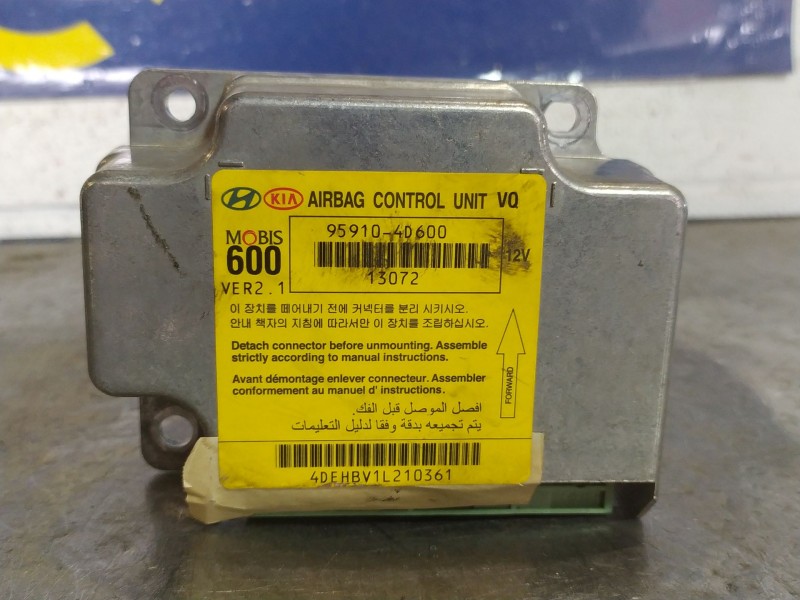 HYUNDAI KIA AIRBAG CONTROL UNIT VQ
MOBIS
600
VER2.1
95910-4D600
13072
12V
이 장치를 떼어내기 전에 커넥터를 분리 시키시오.
안내 책자의 지침에 따라서만 이 장치를 조립하십시오.
Detach connector before unmounting. Assemble
strictly according to manual instructions.
Avant démontage enlever connecteur. Assembler
conformement au manuel d' instructions.
افصل الموصل قبل الفك.
يتم تجميعه بدقة وفقا لدليل التعليمات
FORWARD
4DEHBV1L210361